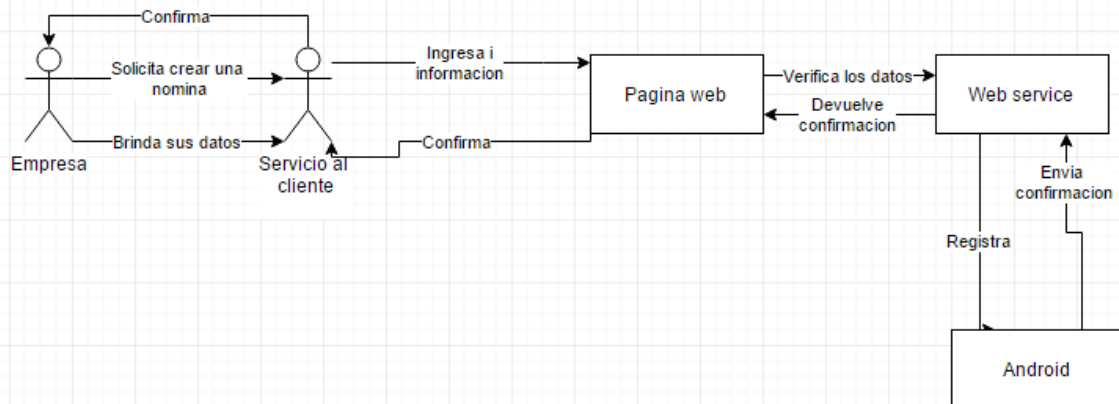 Confirma
Solicita crear una
nomina
Brinda sus datos
Empresa
Servicio al
cliente
Ingresa i
informacion
Confirma
Pagina web
Verifica los datos
Devuelve
confirmacion
Web service
Envia
confirmacion
Registra
Android